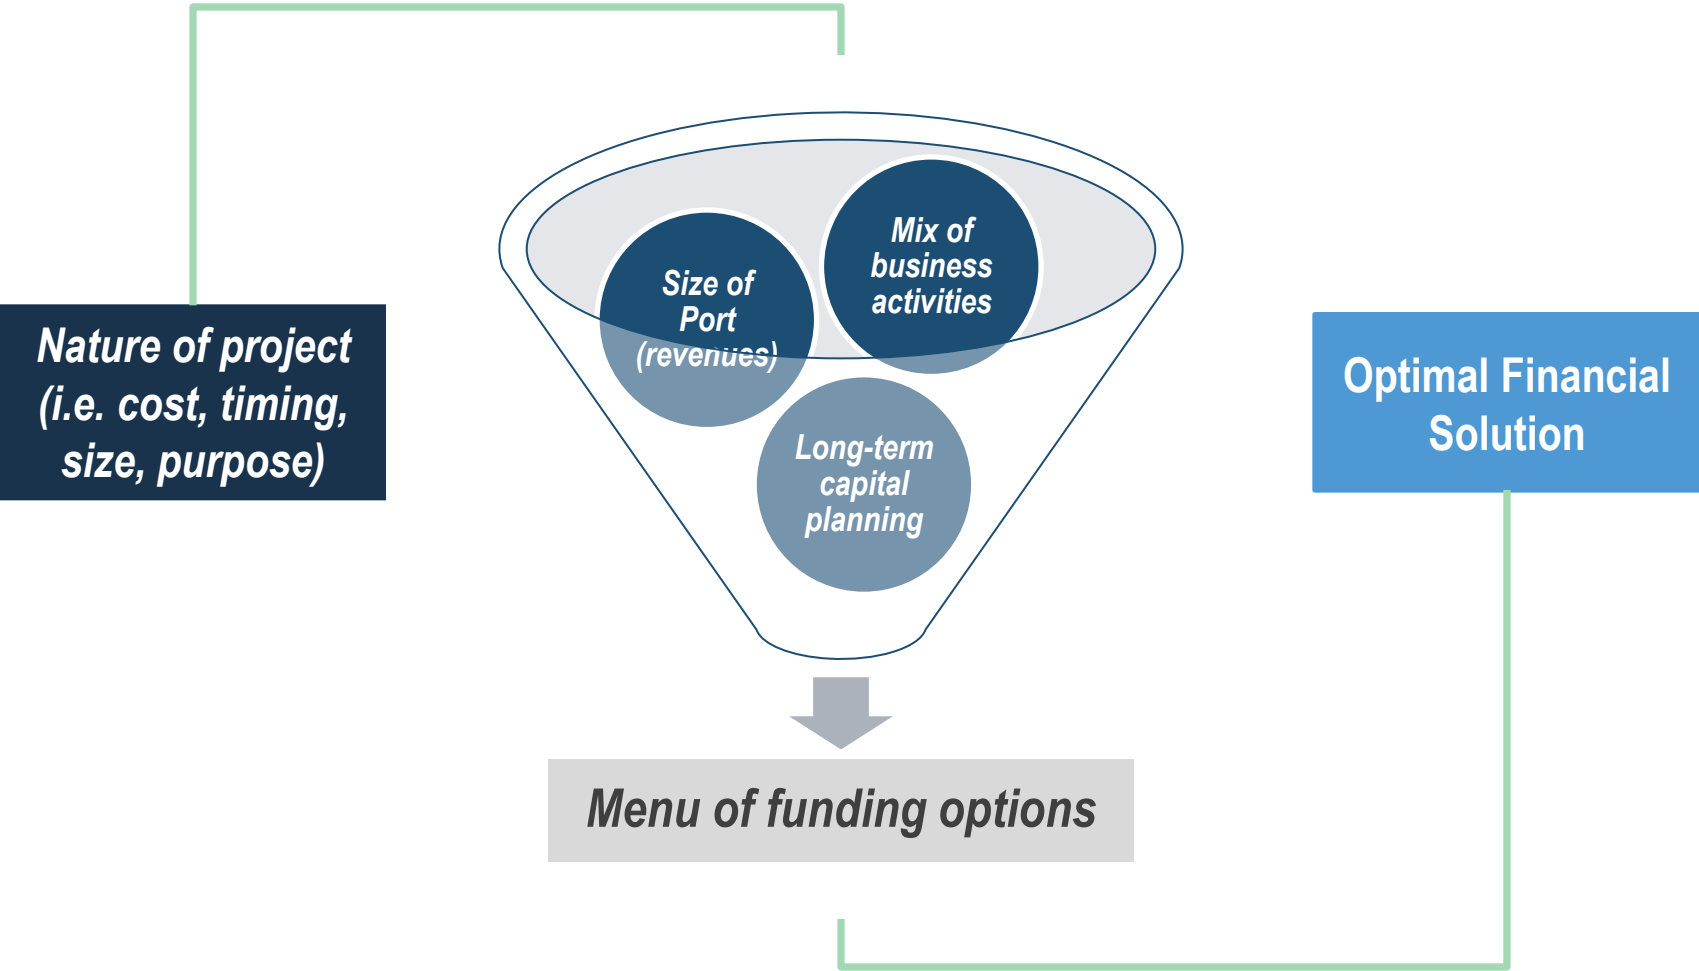 Nature of project
(i.e. cost, timing,
size, purpose)
Size of
Port
(revenues)
Mix of
business
activities
Long-term
capital
planning
Menu of funding options
Optimal Financial
Solution